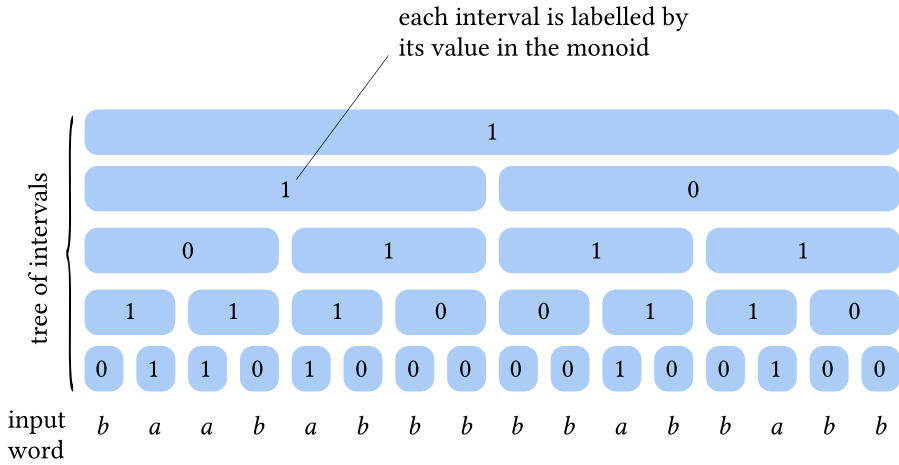 each interval is labelled by
its value in the monoid
1
1 0
0 1 1 1
1 1 1 0 0 1 1 0
0 1 1 0 1 0 0 0 0 0 1 0 0 1 0 0
tree of intervals
input
word
b a a b a b b b b b a b b a b b